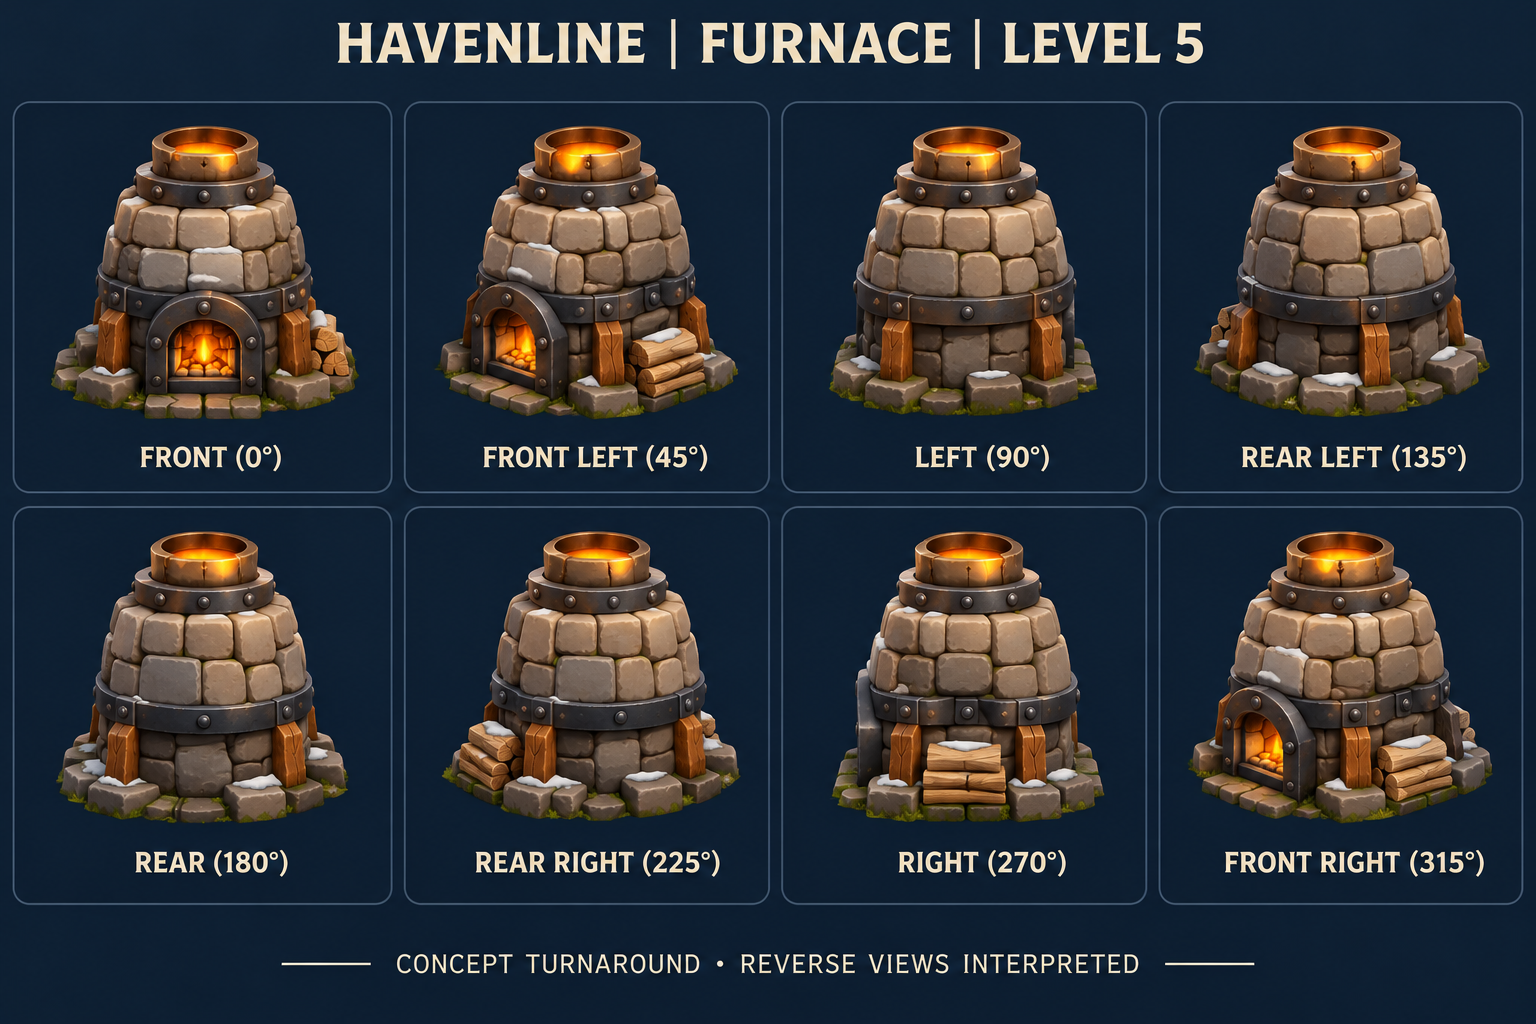 HAVENLINE | FURNACE | LEVEL 5
FRONT (0°)
FRONT LEFT (45°)
LEFT (90°)
REAR LEFT (135°)
REAR (180°)
REAR RIGHT (225°)
RIGHT (270°)
FRONT RIGHT (315°)
CONCEPT TURNAROUND • REVERSE VIEWS INTERPRETED